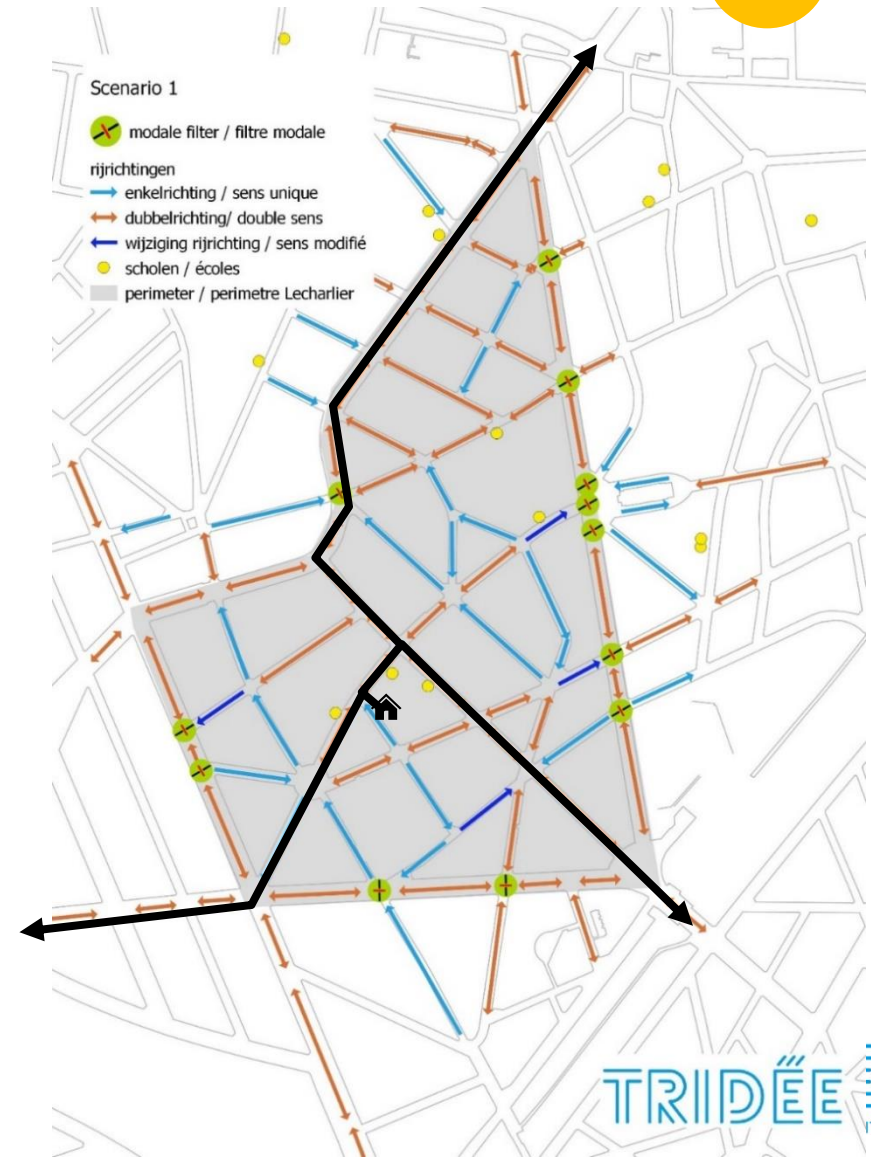 Scenario 1
modale filter / filtre modale
rijrichtingen
enkelrichting / sens unique
dubbelrichting/ double sens
wijziging rijrichting / sens modifié
scholen / écoles
perimeter / perimetre Lecharlier
TRIDËE